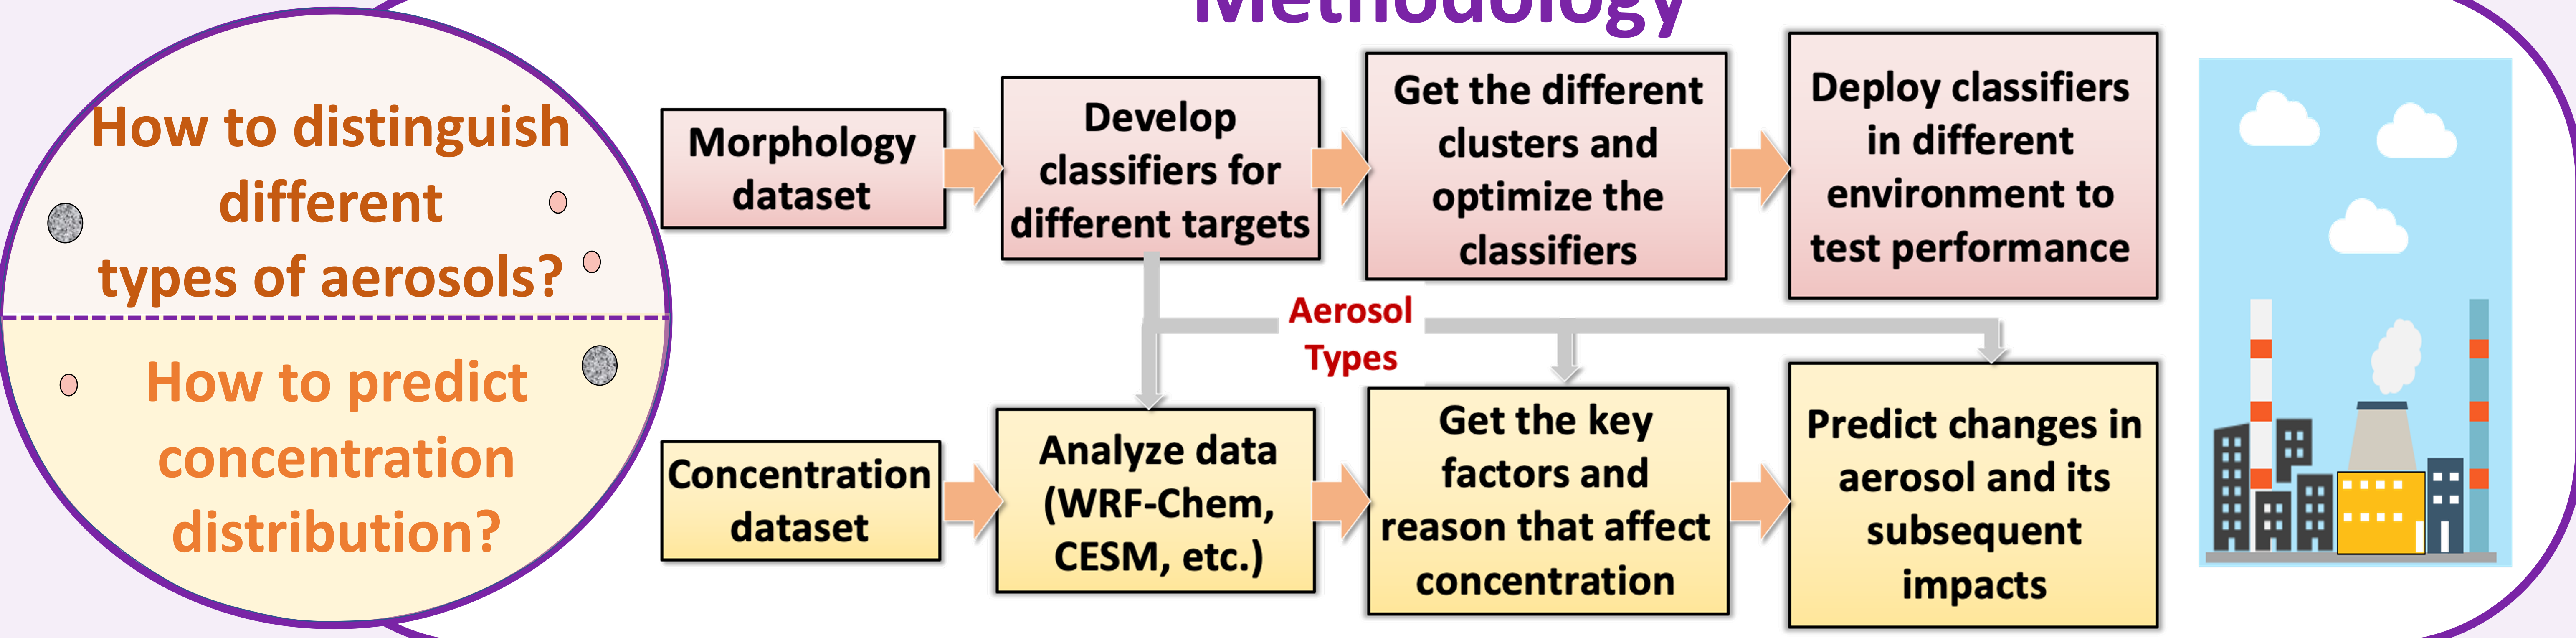 Methodology
How to distinguish
different
types of aerosols?
How to predict
concentration
distribution?
Morphology
dataset
Develop
classifiers for
different targets
Get the different
clusters and
optimize the
classifiers
Deploy classifiers
in different
environment to
test performance
Aerosol
Types
Concentration
dataset
Analyze data
(WRF-Chem,
CESM, etc.)
Get the key
factors and
reason that affect
concentration
Predict changes in
aerosol and its
subsequent
impacts